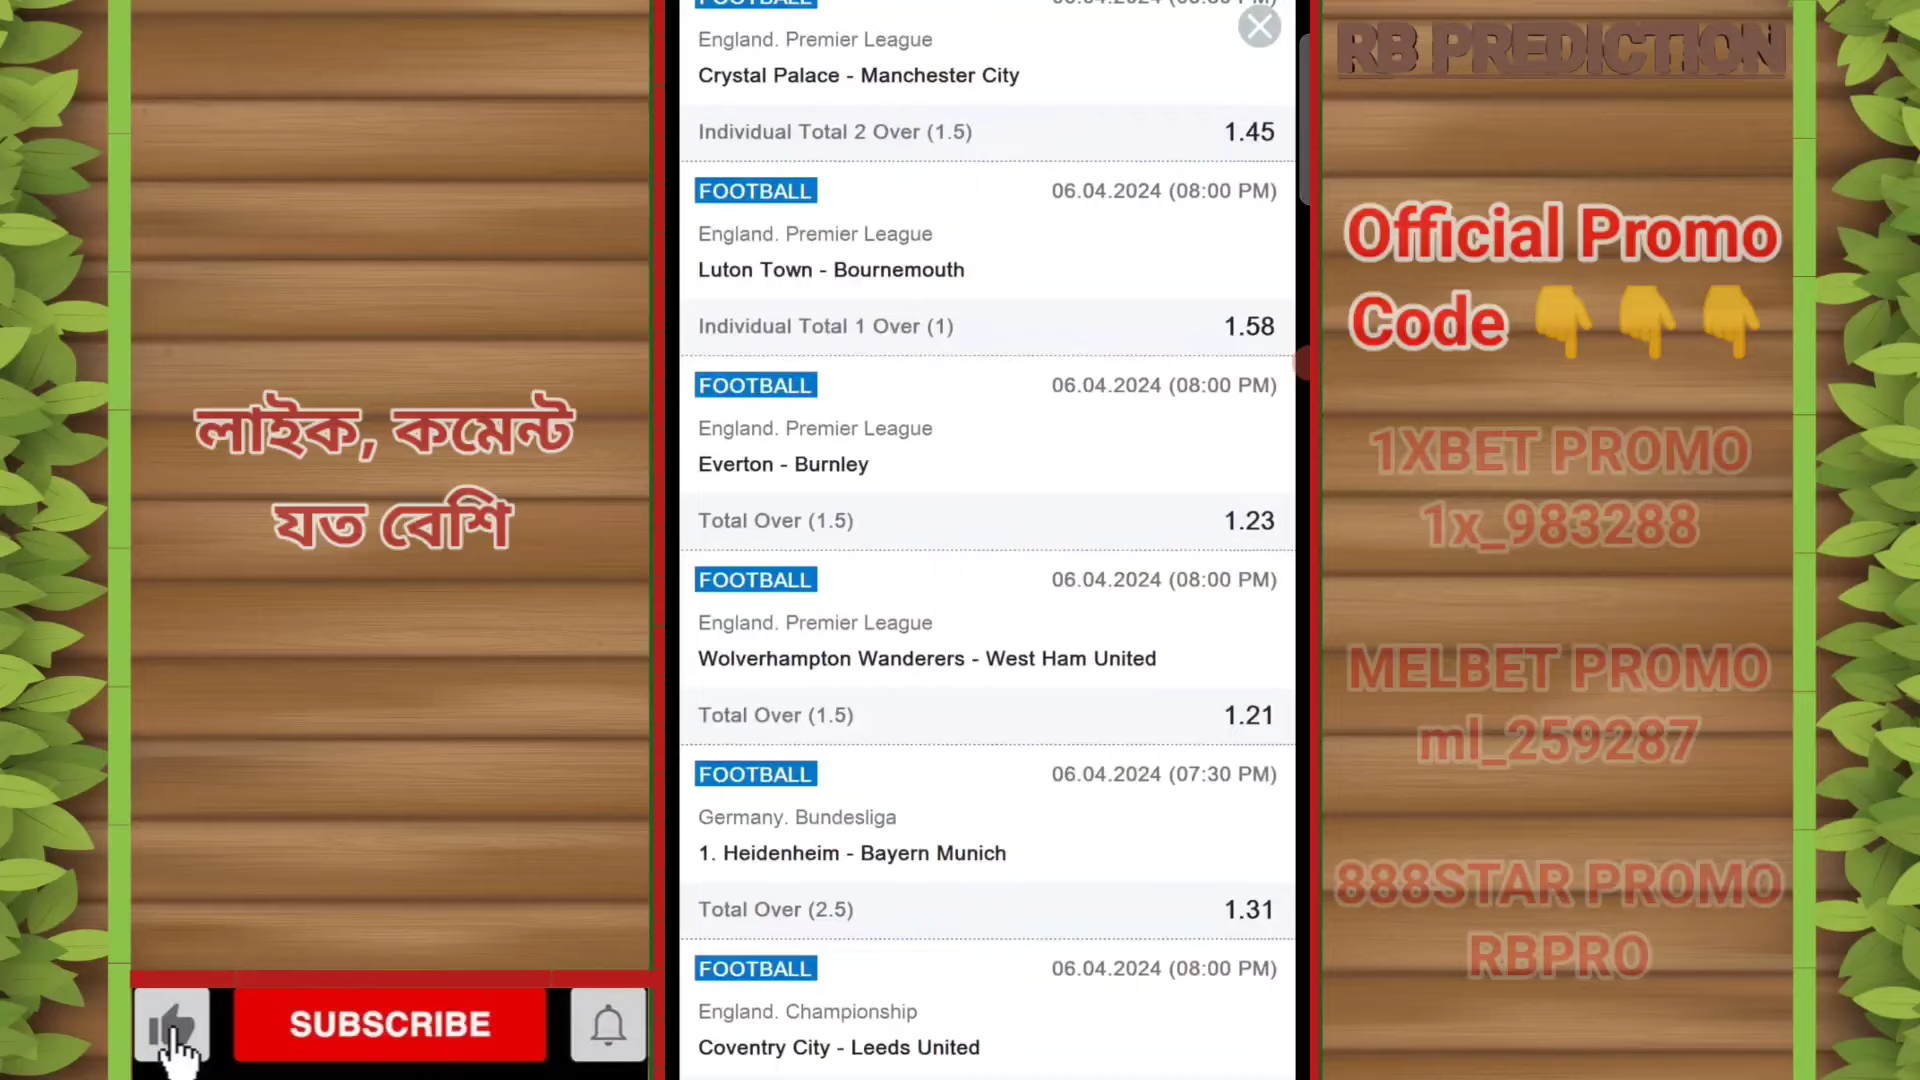 FOOTBALL
England. Premier League
Crystal Palace - Manchester City
Individual Total 2 Over (1.5) 1.45
FOOTBALL 06.04.2024 (08:00 PM)
England. Premier League
Luton Town - Bournemouth
Individual Total 1 Over (1) 1.58
FOOTBALL 06.04.2024 (08:00 PM)
England. Premier League
Everton - Burnley
Total Over (1.5) 1.23
FOOTBALL 06.04.2024 (08:00 PM)
England. Premier League
Wolverhampton Wanderers - West Ham United
Total Over (1.5) 1.21
FOOTBALL 06.04.2024 (07:30 PM)
Germany. Bundesliga
1. Heidenheim - Bayern Munich
Total Over (2.5) 1.31
FOOTBALL 06.04.2024 (08:00 PM)
England. Championship
Coventry City - Leeds United
লাইক, কমেন্ট
যত বেশি
SUBSCRIBE
RB PREDICTION
Official Promo
Code 👇👇👇
1XBET PROMO
1x_983288
MELBET PROMO
ml_259287
888STAR PROMO
RBPRO